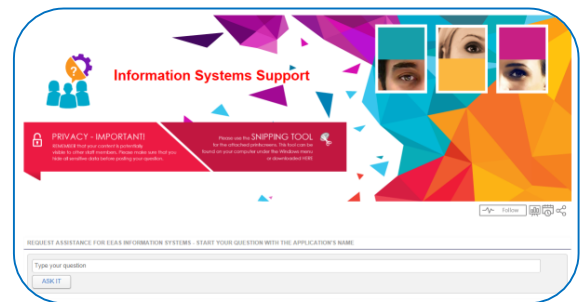 ?
Information Systems Support
PRIVACY - IMPORTANT!
REMEMBER that your content is potentially
visible to other staff members. Please make sure that you
hide all sensitive data before posting your question.
Please use the SNIPPING TOOL
for the attached printscreens. This tool can be
found on your computer under the Windows menu
or downloaded HERE
Follow
REQUEST ASSISTANCE FOR EEAS INFORMATION SYSTEMS - START YOUR QUESTION WITH THE APPLICATION'S NAME
Type your question
ASK IT